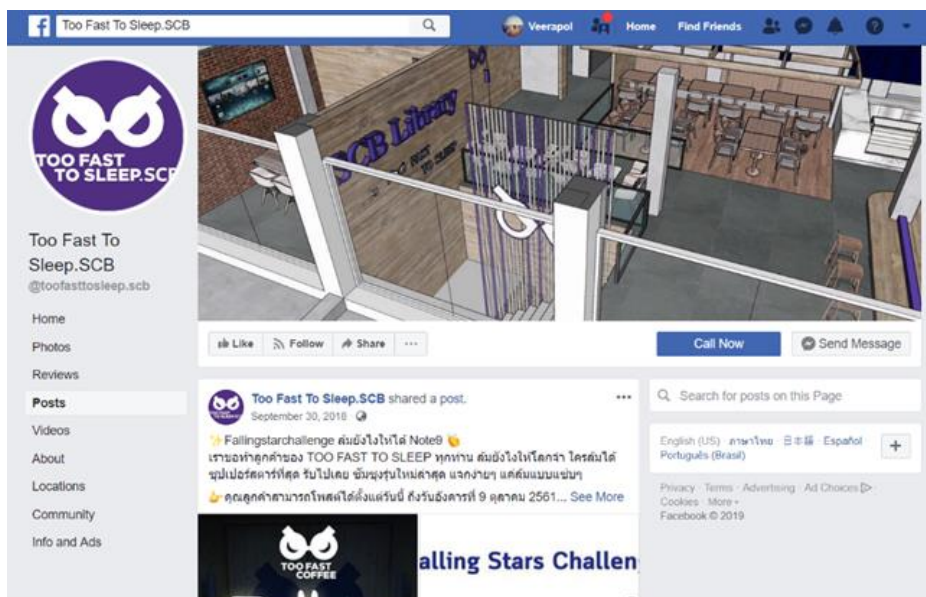 Too Fast To Sleep.SCB
Veerapol
Home
Find Friends
TOO FAST
TO SLEEP.SC
SCB Library
TOO FAST TO SLEEP
Too Fast To
Sleep.SCB
@toofasttosleep.scb
Home
Photos
Reviews
Posts
Videos
About
Locations
Community
Info and Ads
Like
Follow
Share
Call Now
Send Message
Too Fast To Sleep.SCB shared a post.
September 30, 2018
Fallingstarchallenge ล้มยังไงให้ได้ Note9
เราขอท้าลูกค้าของ TOO FAST TO SLEEP ทุกท่าน ล้มยังไงให้โลกจำ ใครล้มได้
ซุปเปอร์สตาร์ที่สุด รับไปเลย ซัมซุงรุ่นใหม่ล่าสุด แจกง่ายๆ แค่ล้มแบบแซ่บๆ
คุณลูกค้าสามารถโพสต์ได้ตั้งแต่วันนี้ ถึงวันอังคารที่ 9 ตุลาคม 2561... See More
TOO FAST
COFFEE
alling Stars Challen
Search for posts on this Page
English (US) · ภาษาไทย · 日本語 · Español ·
Português (Brasil)
Privacy · Terms · Advertising · Ad Choices ·
Cookies · More
Facebook © 2019